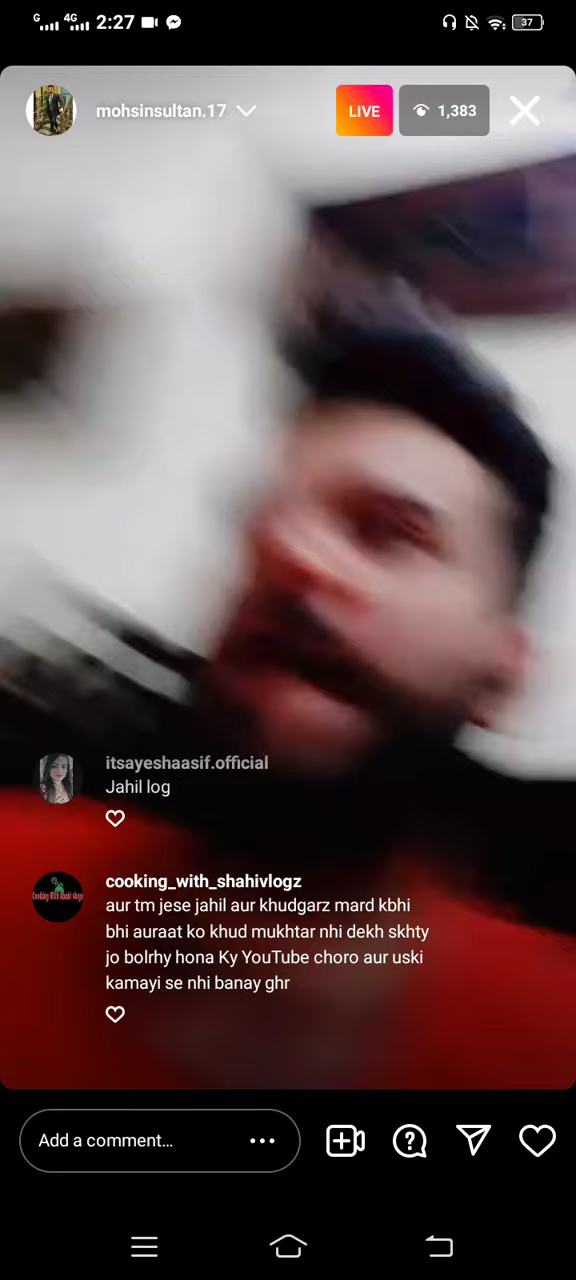 G 4G 2:27 37
mohsinsultan.17 LIVE 1,383
itsayeshaasif.official
Jahil log
cooking_with_shahivlogz
aur tm jese jahil aur khudgarz mard kbhi
bhi auraat ko khud mukhtar nhi dekh skhty
jo bolrhy hona Ky YouTube choro aur uski
kamayi se nhi banay ghr
Add a comment...